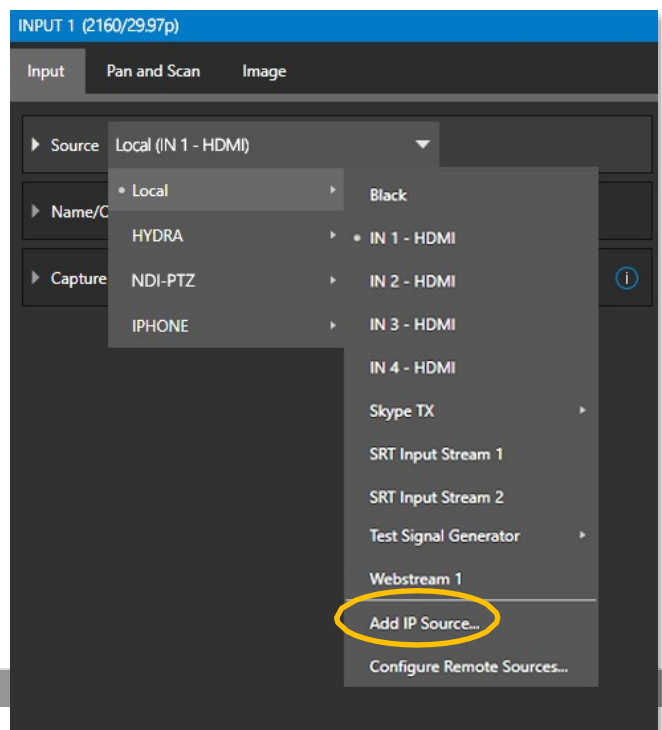 INPUT 1 (2160/29.97p)
Input Pan and Scan Image
Source Local (IN 1 - HDMI)
Name/C
Capture
Local
HYDRA
NDI-PTZ
IPHONE
Black
IN 1 - HDMI
IN 2 - HDMI
IN 3 - HDMI
IN 4 - HDMI
Skype TX
SRT Input Stream 1
SRT Input Stream 2
Test Signal Generator
Webstream 1
Add IP Source...
Configure Remote Sources...